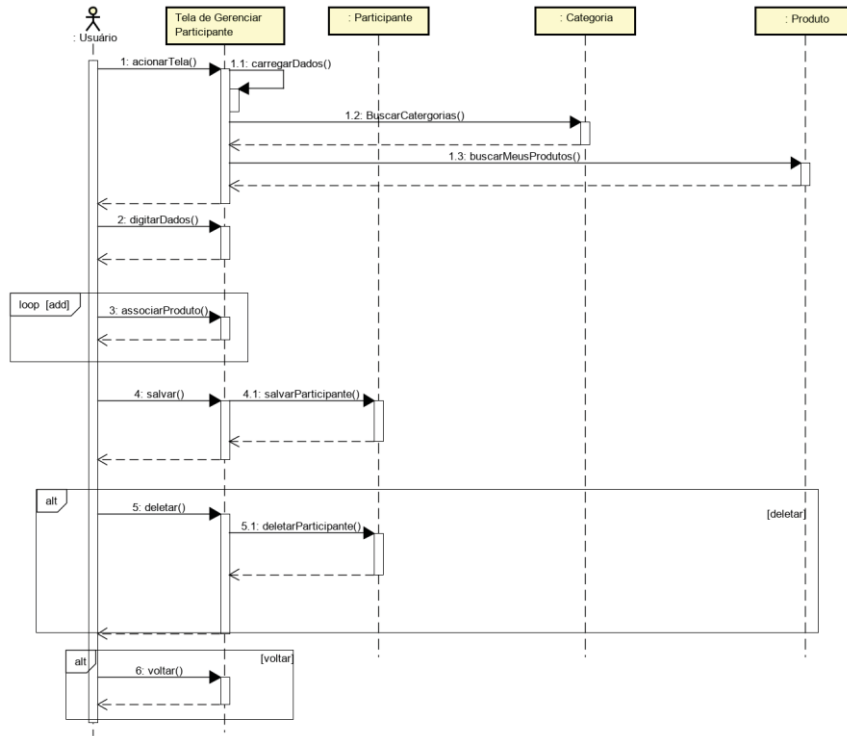 : Usuário
Tela de Gerenciar
Participante
: Participante
: Categoria
: Produto
1: acionarTela()
1.1: carregarDados()
1.2: BuscarCatergorias()
1.3: buscarMeusProdutos()
2: digitarDados()
loop [add]
3: associarProduto()
4: salvar()
4.1: salvarParticipante()
alt
5: deletar()
[deletar]
5.1: deletarParticipante()
alt
[voltar]
6: voltar()